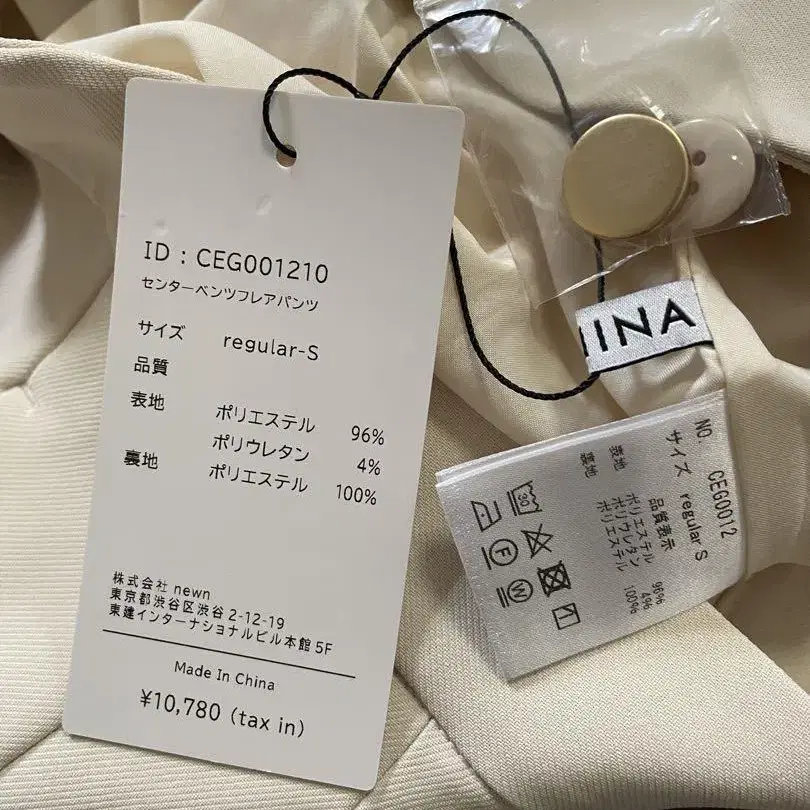 ID : CEG001210
センターベンツフレアパンツ
サイズ regular-S
品質
表地 ポリエステル 96%
ポリウレタン 4%
裏地 ポリエステル 100%
株式会社 newn
東京都渋谷区渋谷 2-12-19
東建インターナショナルビル本館 5F
Made In China
¥10,780 (tax in)
INA
NO. CEG0012
サイズ regular S
品質表示
表地 ポリエステル 96%
ポリウレタン 4%
裏地 ポリエステル 100%
30
F
W